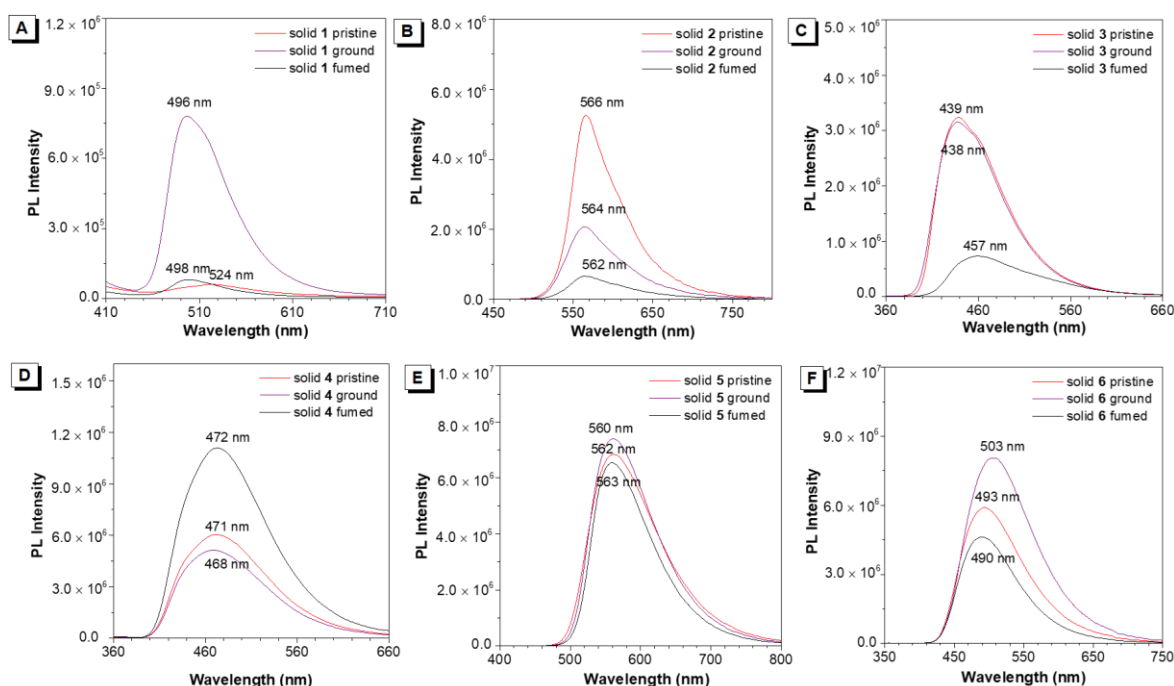 A
solid 1 pristine
solid 1 ground
solid 1 fumed
1.2 × 10⁶
9.0 × 10⁵
6.0 × 10⁵
3.0 × 10⁵
0.0
496 nm
498 nm
524 nm
410 510 610 710
Wavelength (nm)
PL Intensity
B
solid 2 pristine
solid 2 ground
solid 2 fumed
8.0 × 10⁶
6.0 × 10⁶
4.0 × 10⁶
2.0 × 10⁶
0.0
566 nm
564 nm
562 nm
450 550 650 750
Wavelength (nm)
PL Intensity
C
solid 3 pristine
solid 3 ground
solid 3 fumed
5.0 × 10⁶
4.0 × 10⁶
3.0 × 10⁶
2.0 × 10⁶
1.0 × 10⁶
0.0
439 nm
438 nm
457 nm
360 460 560 660
Wavelength (nm)
PL Intensity
D
solid 4 pristine
solid 4 ground
solid 4 fumed
1.5 × 10⁶
1.2 × 10⁶
9.0 × 10⁶
6.0 × 10⁶
3.0 × 10⁶
0.0
472 nm
471 nm
468 nm
360 460 560 660
Wavelength (nm)
PL Intensity
E
solid 5 pristine
solid 5 ground
solid 5 fumed
1.0 × 10⁷
8.0 × 10⁶
6.0 × 10⁶
4.0 × 10⁶
2.0 × 10⁶
0.0
560 nm
562 nm
563 nm
400 500 600 700 800
Wavelength (nm)
PL Intensity
F
solid 6 pristine
solid 6 ground
solid 6 fumed
1.2 × 10⁷
9.0 × 10⁶
6.0 × 10⁶
3.0 × 10⁶
0.0
503 nm
493 nm
490 nm
350 450 550 650 750
Wavelength (nm)
PL Intensity